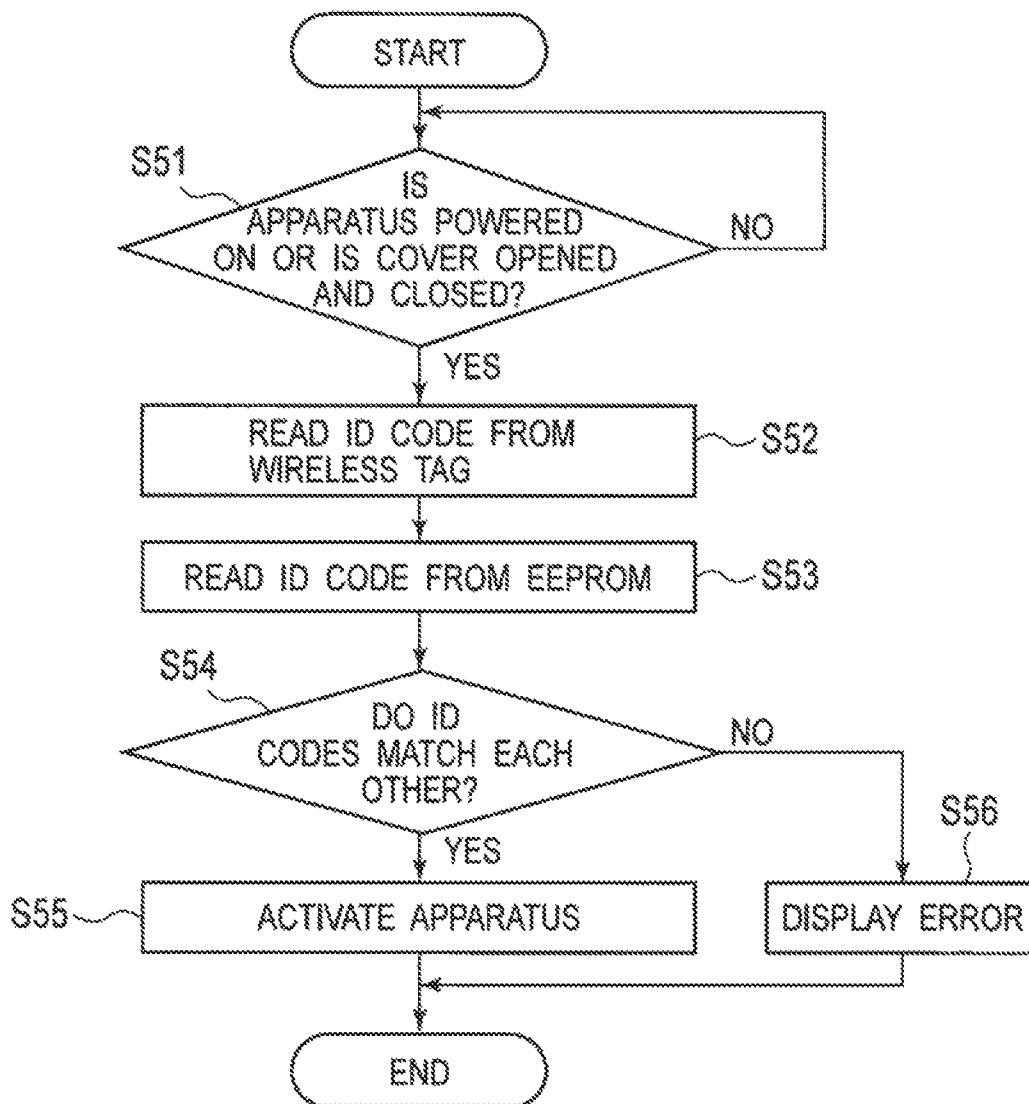 START
S51
IS
APPARATUS POWERED
ON OR IS COVER OPENED
AND CLOSED?
NO
YES
READ ID CODE FROM
WIRELESS TAG
S52
READ ID CODE FROM EEPROM
S53
S54
DO ID
CODES MATCH EACH
OTHER?
NO
YES
S56
S55
ACTIVATE APPARATUS
DISPLAY ERROR
END